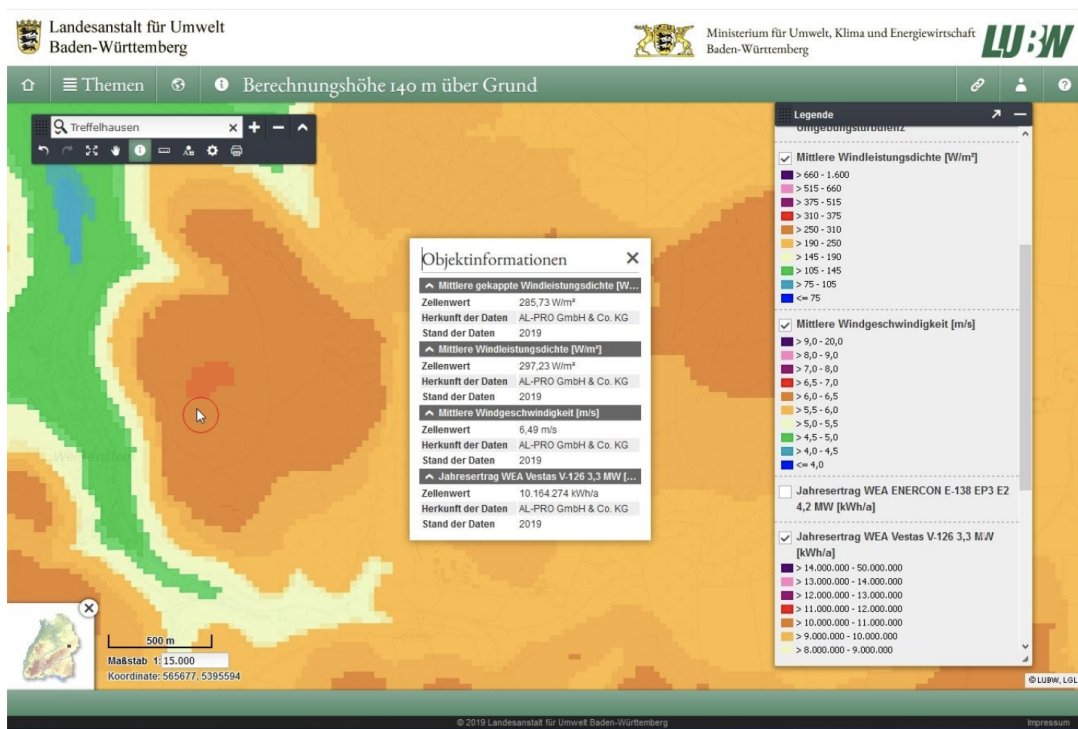 Landesanstalt für Umwelt
Baden-Württemberg
Ministerium für Umwelt, Klima und Energiewirtschaft
Baden-Württemberg
LUBW
Themen
Berechnungshöhe 140 m über Grund
Treffelhausen
Objektinformationen
Mittlere gekappte Windleistungsdichte [W...
Zellenwert 285,73 W/m²
Herkunft der Daten AL-PRO GmbH & Co. KG
Stand der Daten 2019
Mittlere Windleistungsdichte [W/m²]
Zellenwert 297,23 W/m²
Herkunft der Daten AL-PRO GmbH & Co. KG
Stand der Daten 2019
Mittlere Windgeschwindigkeit [m/s]
Zellenwert 6,49 m/s
Herkunft der Daten AL-PRO GmbH & Co. KG
Stand der Daten 2019
Jahresertrag WEA Vestas V-126 3,3 MW [...
Zellenwert 10.164.274 kWh/a
Herkunft der Daten AL-PRO GmbH & Co. KG
Stand der Daten 2019
Legende
Umgebungsturbulenz
Mittlere Windleistungsdichte [W/m²]
> 660 - 1.600
> 515 - 660
> 375 - 515
> 310 - 375
> 250 - 310
> 190 - 250
> 145 - 190
> 105 - 145
> 75 - 105
<= 75
Mittlere Windgeschwindigkeit [m/s]
> 9,0 - 20,0
> 8,0 - 9,0
> 7,0 - 8,0
> 6,5 - 7,0
> 6,0 - 6,5
> 5,5 - 6,0
> 5,0 - 5,5
> 4,5 - 5,0
> 4,0 - 4,5
<= 4,0
Jahresertrag WEA ENERCON E-138 EP3 E2
4,2 MW [kWh/a]
Jahresertrag WEA Vestas V-126 3,3 MW
[kWh/a]
> 14.000.000 - 50.000.000
> 13.000.000 - 14.000.000
> 12.000.000 - 13.000.000
> 11.000.000 - 12.000.000
> 10.000.000 - 11.000.000
> 9.000.000 - 10.000.000
> 8.000.000 - 9.000.000
500 m
Maßstab 1: 15.000
Koordinate: 565677, 5395594
© LUBW, LGL
© 2019 Landesanstalt für Umwelt Baden-Württemberg
Impressum